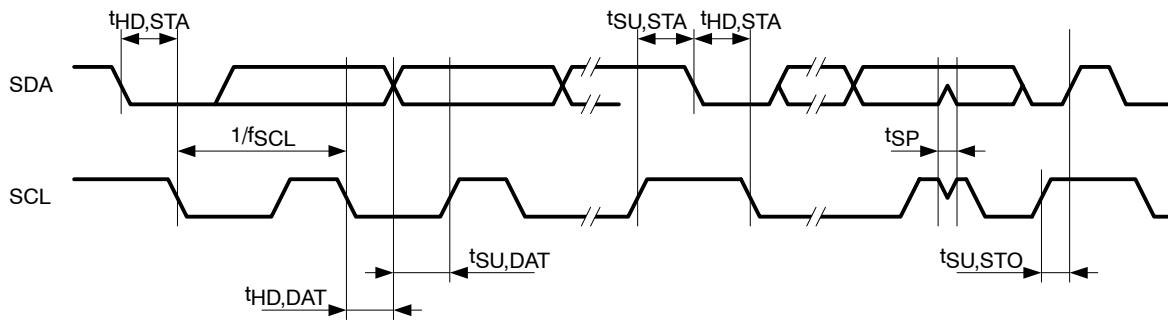 tHD,STA tSU,STA tHD,STA
SDA
1/fSCL tSP
SCL
tSU,DAT tSU,STO
tHD,DAT